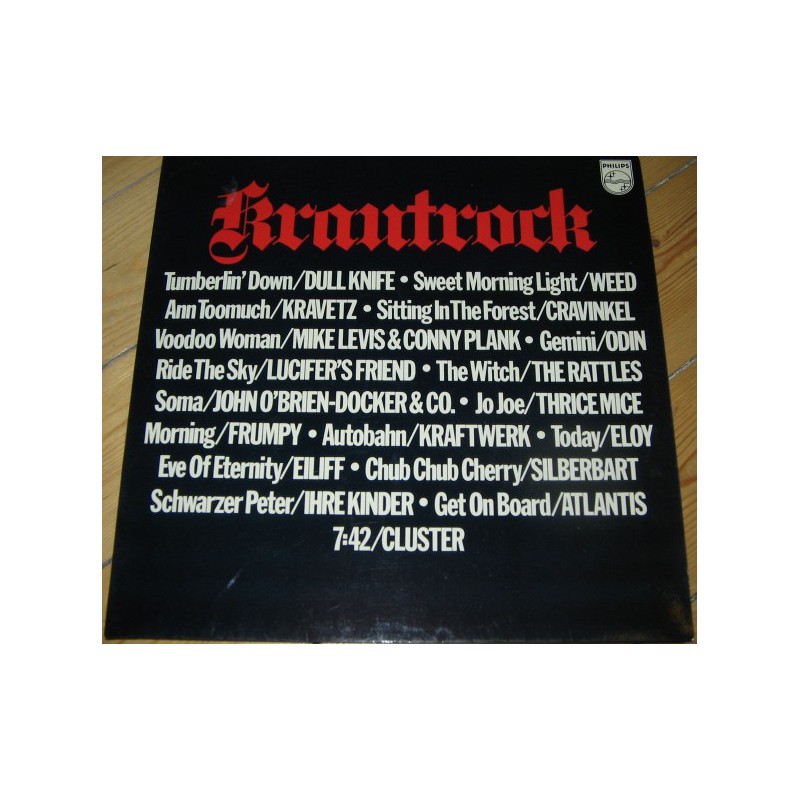 PHILIPS
Krautrock
Tumberlin' Down/DULL KNIFE • Sweet Morning Light/WEED
Ann Toomuch/KRAVETZ • Sitting In The Forest/CRAVINKEL
Voodoo Woman/MIKE LEVIS & CONNY PLANK • Gemini/ODIN
Ride The Sky/LUCIFER'S FRIEND • The Witch/THE RATTLES
Soma/JOHN O'BRIEN-DOCKER & CO. • Jo Joe/THRICE MICE
Morning/FRUMPY • Autobahn/KRAFTWERK • Today/ELOY
Eve Of Eternity/EILIFF • Chub Chub Cherry/SILBERBART
Schwarzer Peter/IHRE KINDER • Get On Board/ATLANTIS
7:42/CLUSTER